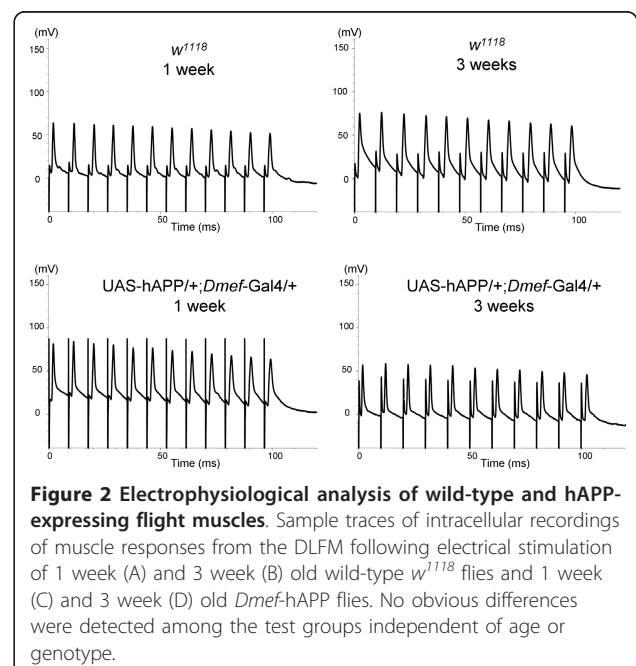 (mV)
w1118
1 week
150
100
50
0
0 50 100
Time (ms)
(mV)
w1118
3 weeks
150
100
50
0
0 50 100
Time (ms)
(mV)
UAS-hAPP/+;Dmef-Gal4/+
1 week
150
100
50
0
0 50 100
Time (ms)
(mV)
UAS-hAPP/+;Dmef-Gal4/+
3 weeks
150
100
50
0
0 50 100
Time (ms)
Figure 2 Electrophysiological analysis of wild-type and hAPP-
expressing flight muscles. Sample traces of intracellular recordings
of muscle responses from the DLFM following electrical stimulation
of 1 week (A) and 3 week (B) old wild-type w1118 flies and 1 week
(C) and 3 week (D) old Dmef-hAPP flies. No obvious differences
were detected among the test groups independent of age or
genotype.